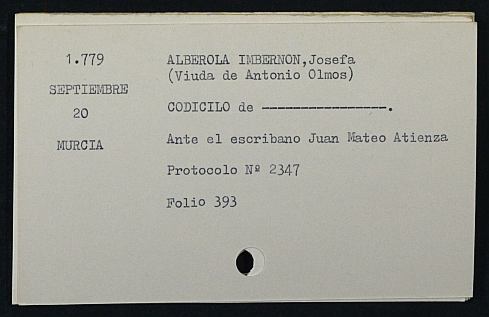 1.779
SEPTIEMBRE
20
MURCIA
ALBEROLA IMBERNON,Josefa
(Viuda de Antonio Olmos)
CODICILO de ----------------.
Ante el escribano Juan Mateo Atienza
Protocolo Nº 2347
Folio 393